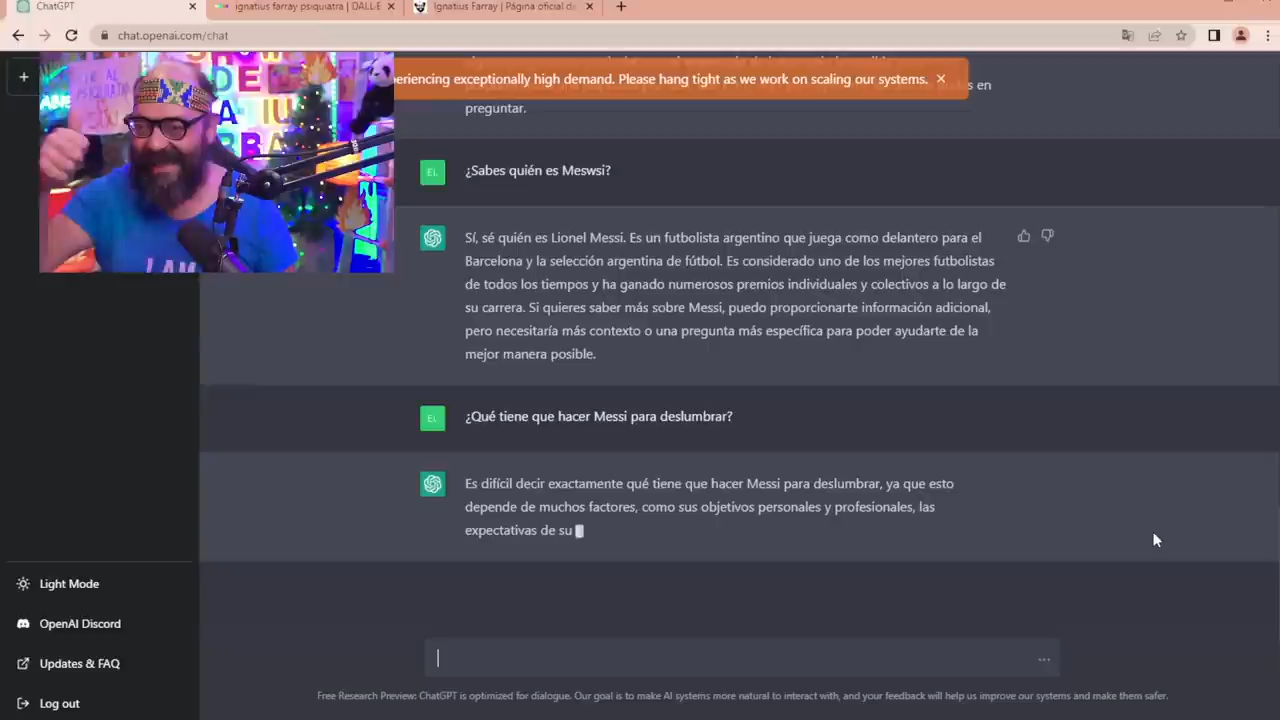 ChatGPT
ignatius farray psiquiatra | DALL·E
Ignatius Farray | Página oficial de
chat.openai.com/chat
periencing exceptionally high demand. Please hang tight as we work on scaling our systems.
en
preguntar.
EL
¿Sabes quién es Meswsi?
Sí, sé quién es Lionel Messi. Es un futbolista argentino que juega como delantero para el
Barcelona y la selección argentina de fútbol. Es considerado uno de los mejores futbolistas
de todos los tiempos y ha ganado numerosos premios individuales y colectivos a lo largo de
su carrera. Si quieres saber más sobre Messi, puedo proporcionarte información adicional,
pero necesitaría más contexto o una pregunta más específica para poder ayudarte de la
mejor manera posible.
EL
¿Qué tiene que hacer Messi para deslumbrar?
Es difícil decir exactamente qué tiene que hacer Messi para deslumbrar, ya que esto
depende de muchos factores, como sus objetivos personales y profesionales, las
expectativas de su
I AM
Light Mode
OpenAI Discord
Updates & FAQ
Log out
Free Research Preview: ChatGPT is optimized for dialogue. Our goal is to make AI systems more natural to interact with, and your feedback will help us improve our systems and make them safer.